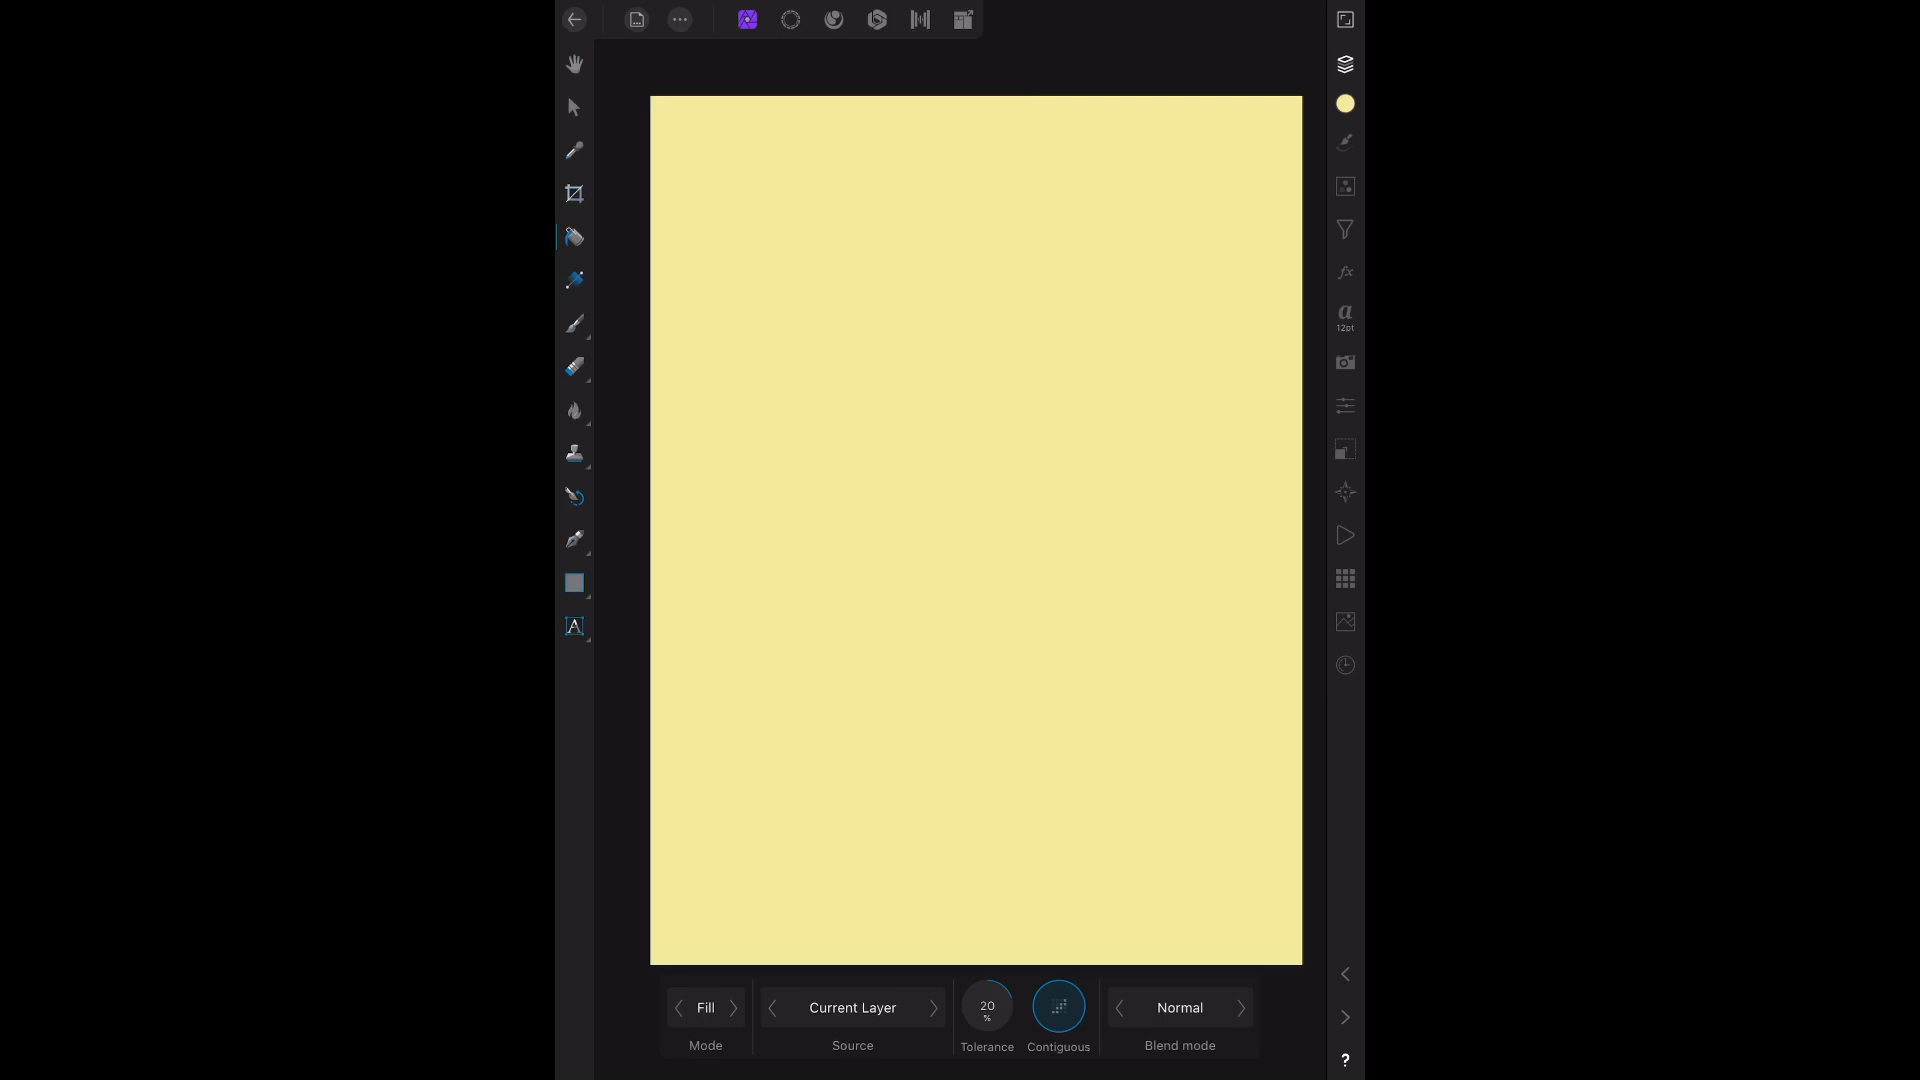 a
12pt
A
Fill
Current Layer
20
%
Normal
Mode
Source
Tolerance
Contiguous
Blend mode
?